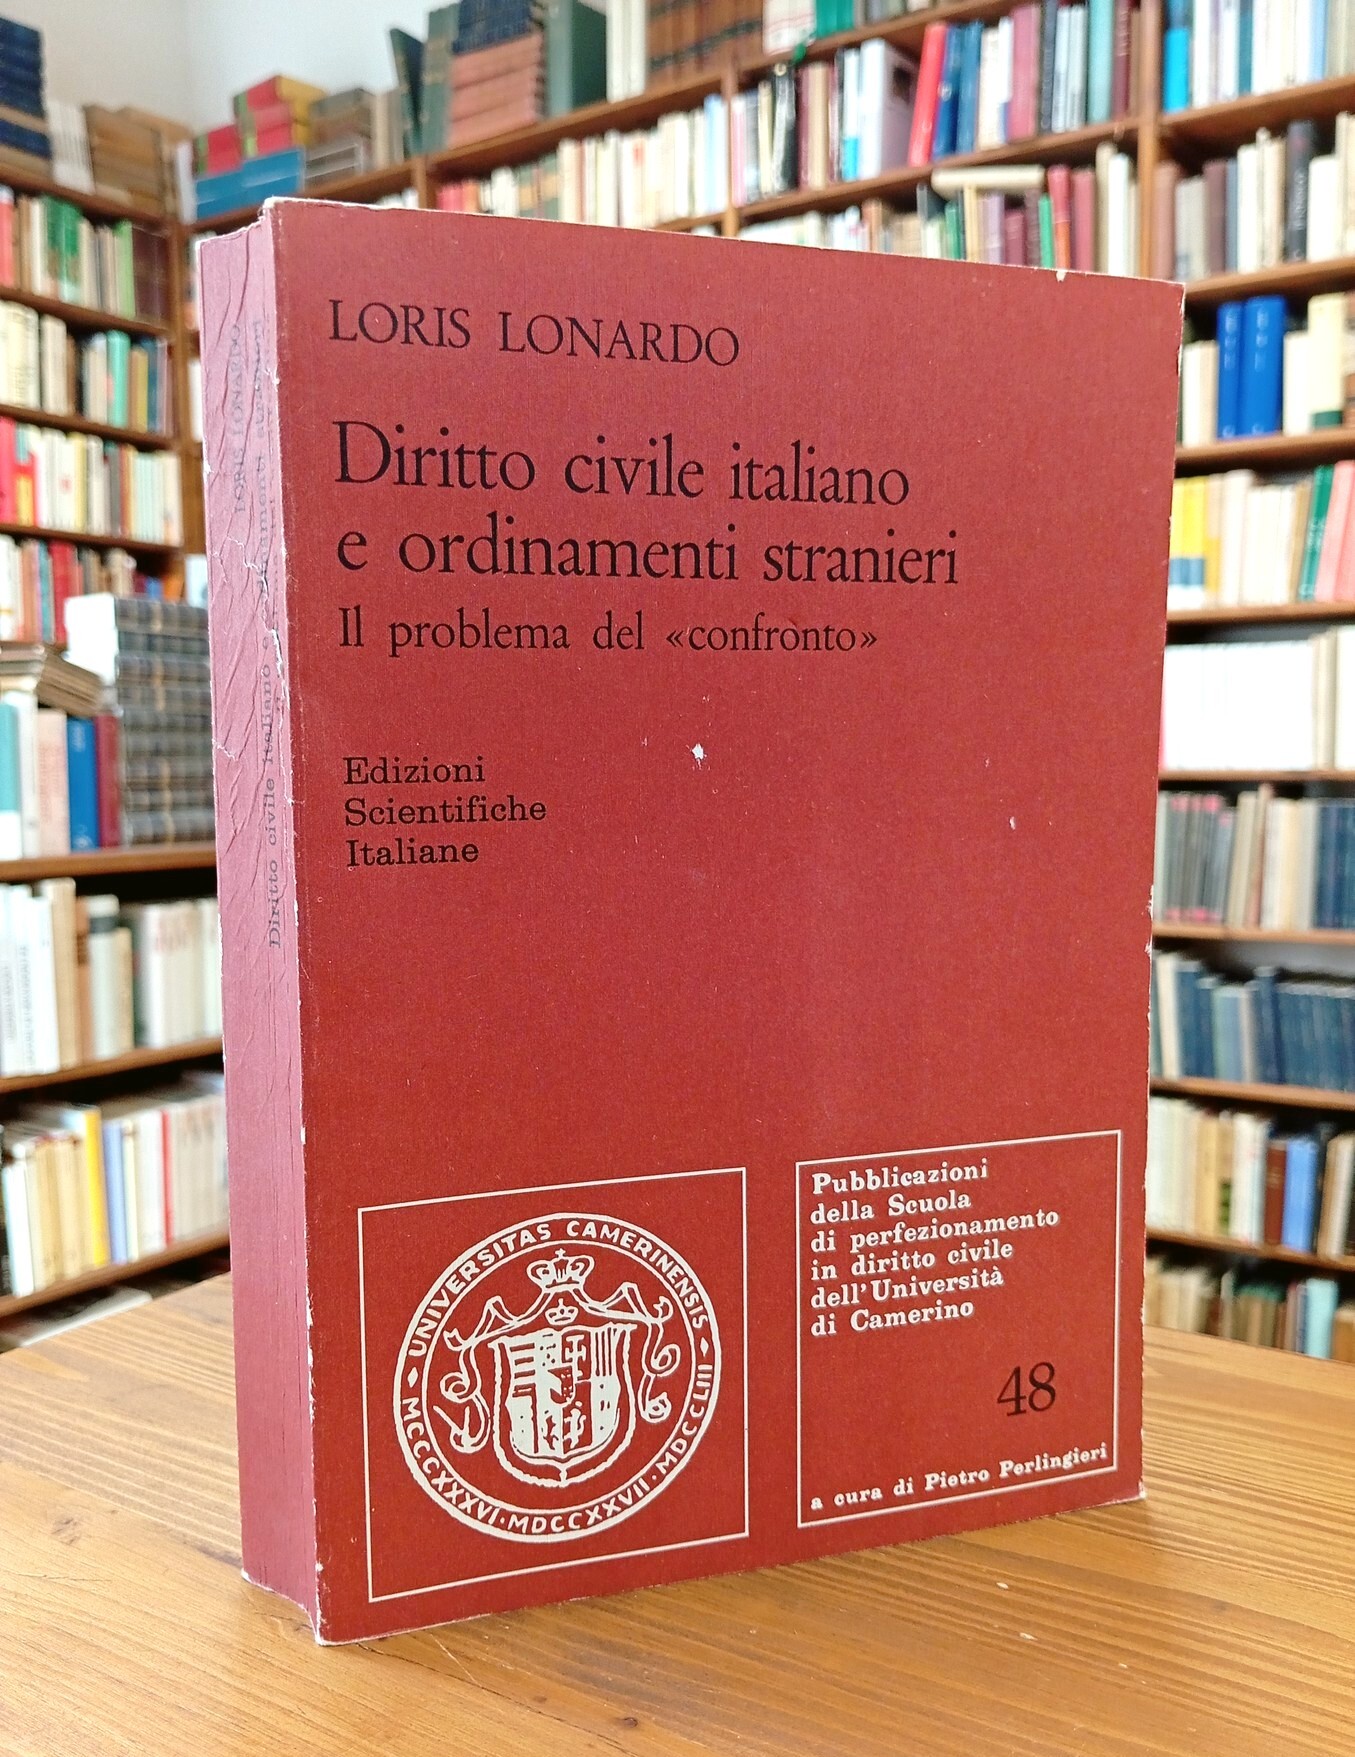 LORIS LONARDO
Diritto civile italiano
e ordinamenti stranieri
Il problema del «confronto»
Edizioni
Scientifiche
Italiane
UNIVERSITAS CAMERINENSIS
MCCCXXXVI · MDCCXXVII · MDCCCLIII
Pubblicazioni
della Scuola
di perfezionamento
in diritto civile
dell'Università
di Camerino
48
a cura di Pietro Perlingieri
LORIS LONARDO
Diritto civile italiano e ordinamenti stranieri